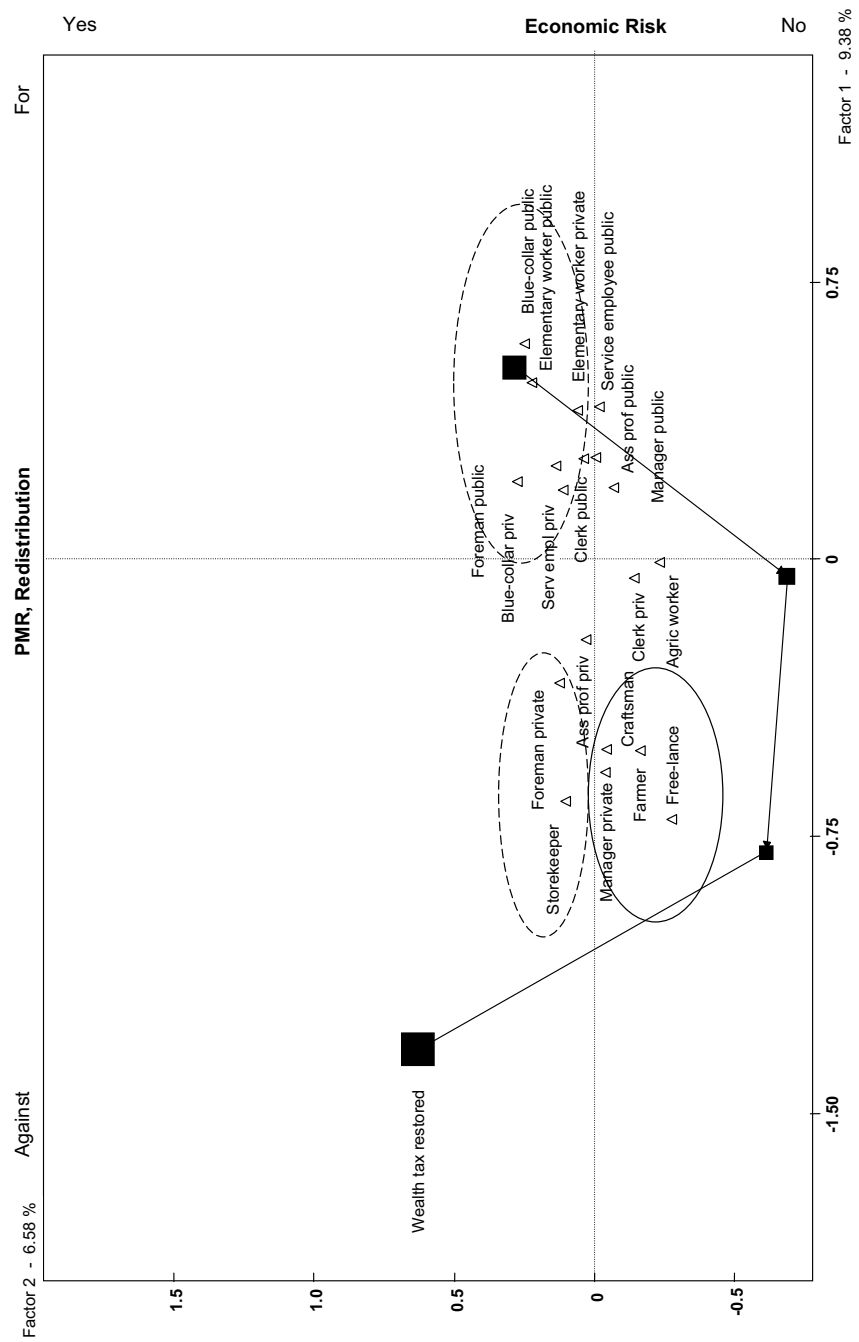 Factor 2 - 6.58 %
Against
PMR, Redistribution
For
Yes
Economic Risk
No
Factor 1 - 9.38 %
1.5
1.0
0.5
0
-0.5
-1.50
-0.75
0
0.75
Wealth tax restored
Storekeeper
Foreman private
Ass prof priv
Manager private
Craftsman
Farmer
Free-lance
Clerk priv
Agric worker
Foreman public
Blue-collar priv
Serv empl priv
Clerk public
Blue-collar public
Elementary worker public
Elementary worker private
Service employee public
Ass prof public
Manager public